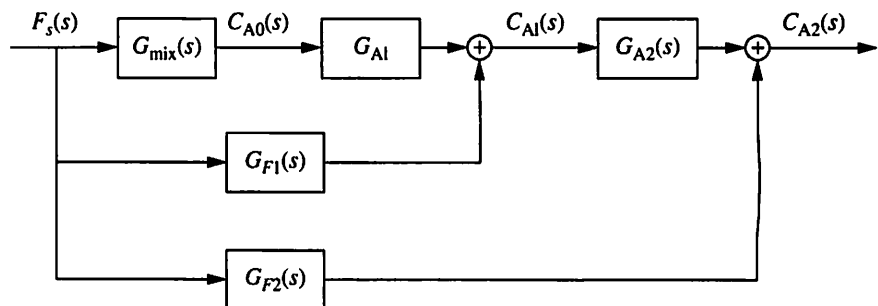 F_s(s) C_A0(s) C_A1(s) C_A2(s)
G_mix(s) G_A1 + G_A2(s) +
G_F1(s)
G_F2(s)